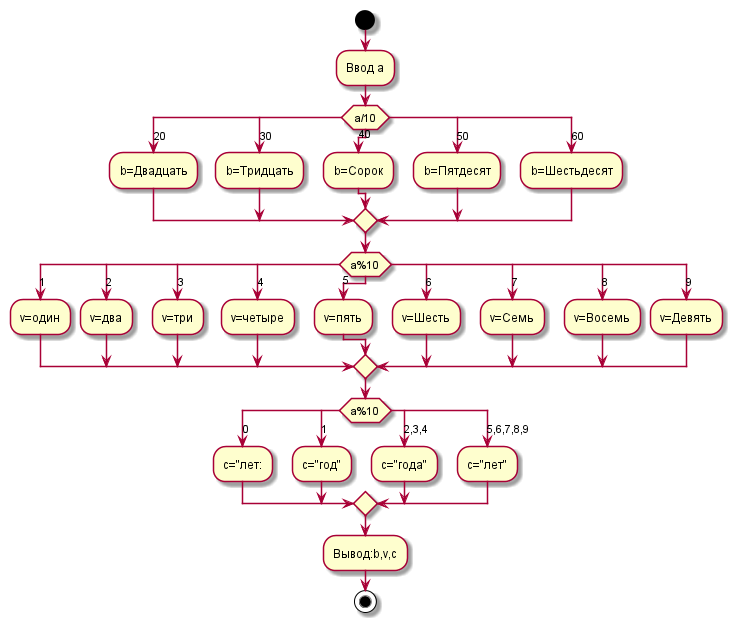 Ввод a
a/10
20
30
40
50
60
b=Двадцать
b=Тридцать
b=Сорок
b=Пятдесят
b=Шестьдесят
a%10
1
2
3
4
5
6
7
8
9
v=один
v=два
v=три
v=четыре
v=пять
v=Шесть
v=Семь
v=Восемь
v=Девять
a%10
0
1
2,3,4
5,6,7,8,9
c="лет:
c="год"
c="года"
c="лет"
Вывод:b,v,c